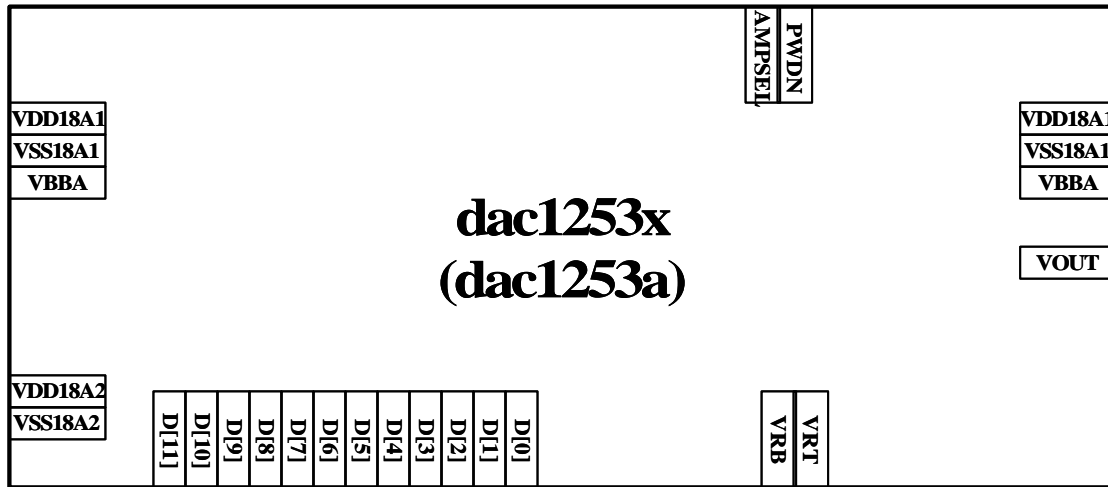 AMPSEL
PWDN
VDD18A1
VSS18A1
VBBA
VDD18A1
VSS18A1
VBBA
dac1253x
(dac1253a)
VOUT
VDD18A2
VSS18A2
D[11]
D[10]
D[9]
D[8]
D[7]
D[6]
D[5]
D[4]
D[3]
D[2]
D[1]
D[0]
VRB
VRT